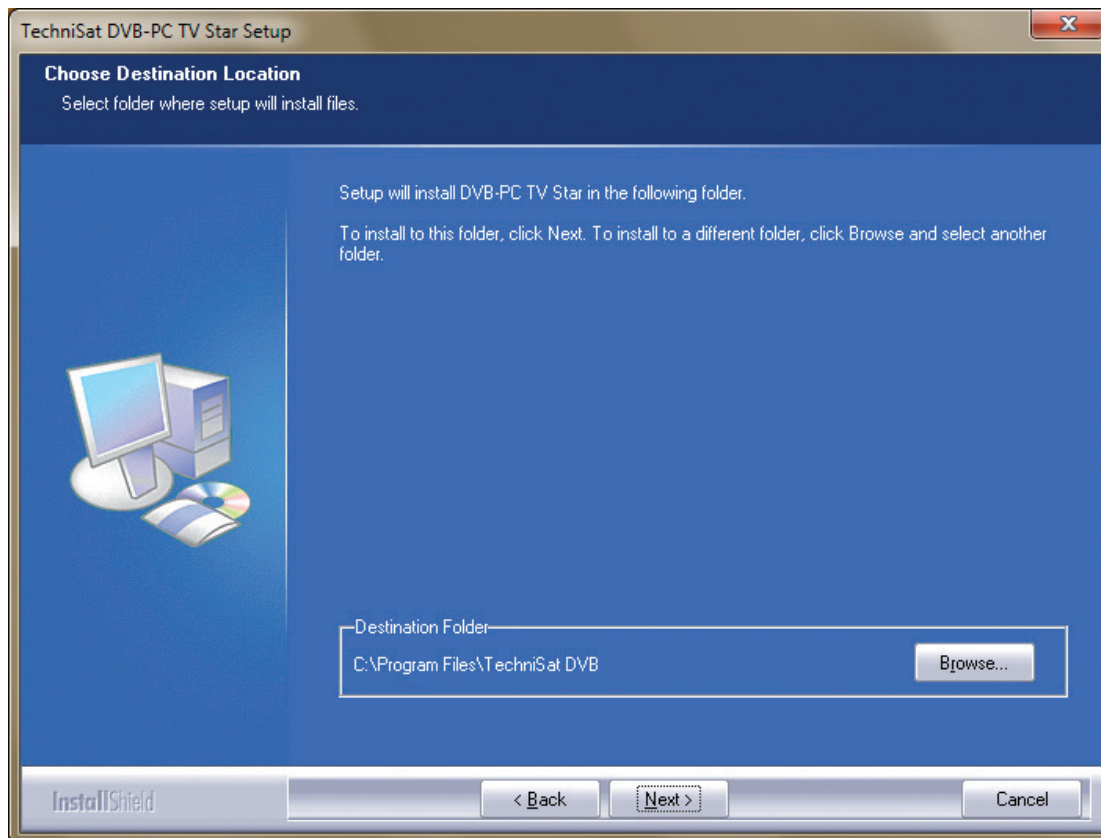 TechniSat DVB-PC TV Star Setup
Choose Destination Location
Select folder where setup will install files.
Setup will install DVB-PC TV Star in the following folder.
To install to this folder, click Next. To install to a different folder, click Browse and select another
folder.
Destination Folder
C:\Program Files\TechniSat DVB
Browse...
InstallShield
< Back
Next >
Cancel